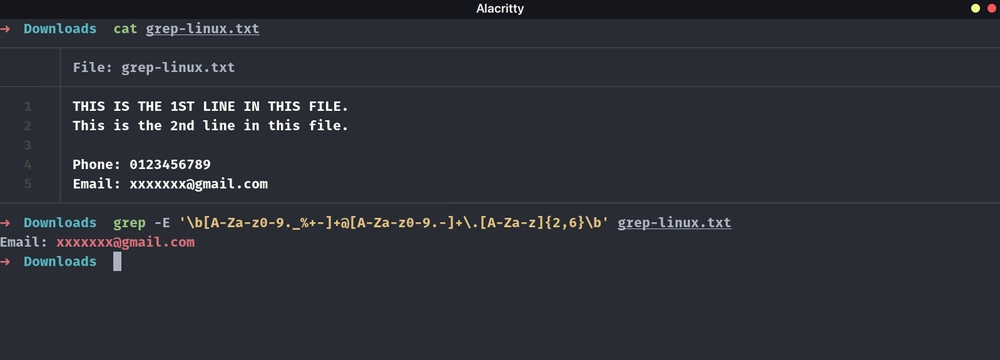 Alacritty
→ Downloads cat grep-linux.txt
File: grep-linux.txt
1 THIS IS THE 1ST LINE IN THIS FILE.
2 This is the 2nd line in this file.
3
4 Phone: 0123456789
5 Email: xxxxxxx@gmail.com
→ Downloads grep -E '\b[A-Za-z0-9._%+-]+@[A-Za-z0-9.-]+\.[A-Za-z]{2,6}\b' grep-linux.txt
Email: xxxxxxx@gmail.com
→ Downloads